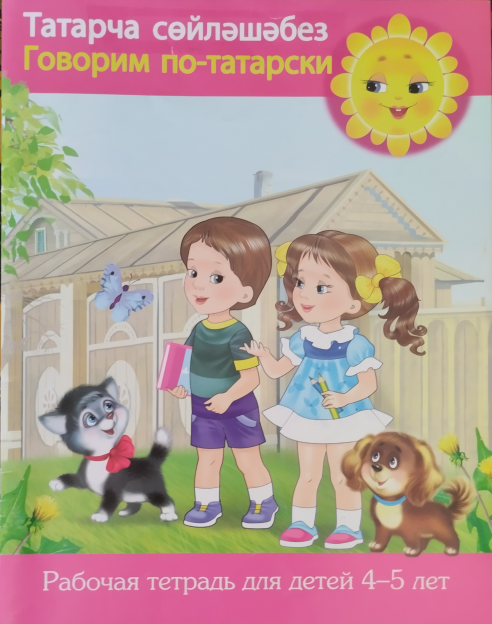 Татарча сөйләшәбез
Говорим по-татарски
Рабочая тетрадь для детей 4–5 лет